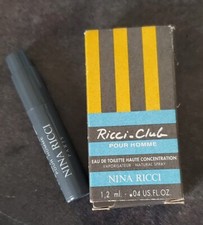 Ricci-Club
POUR HOMME
EAU DE TOILETTE HAUTE CONCENTRATION
VAPORISATEUR - NATURAL SPRAY
NINA RICCI
1,2 ml. - .04 US.FL.OZ.
NINA RICCI